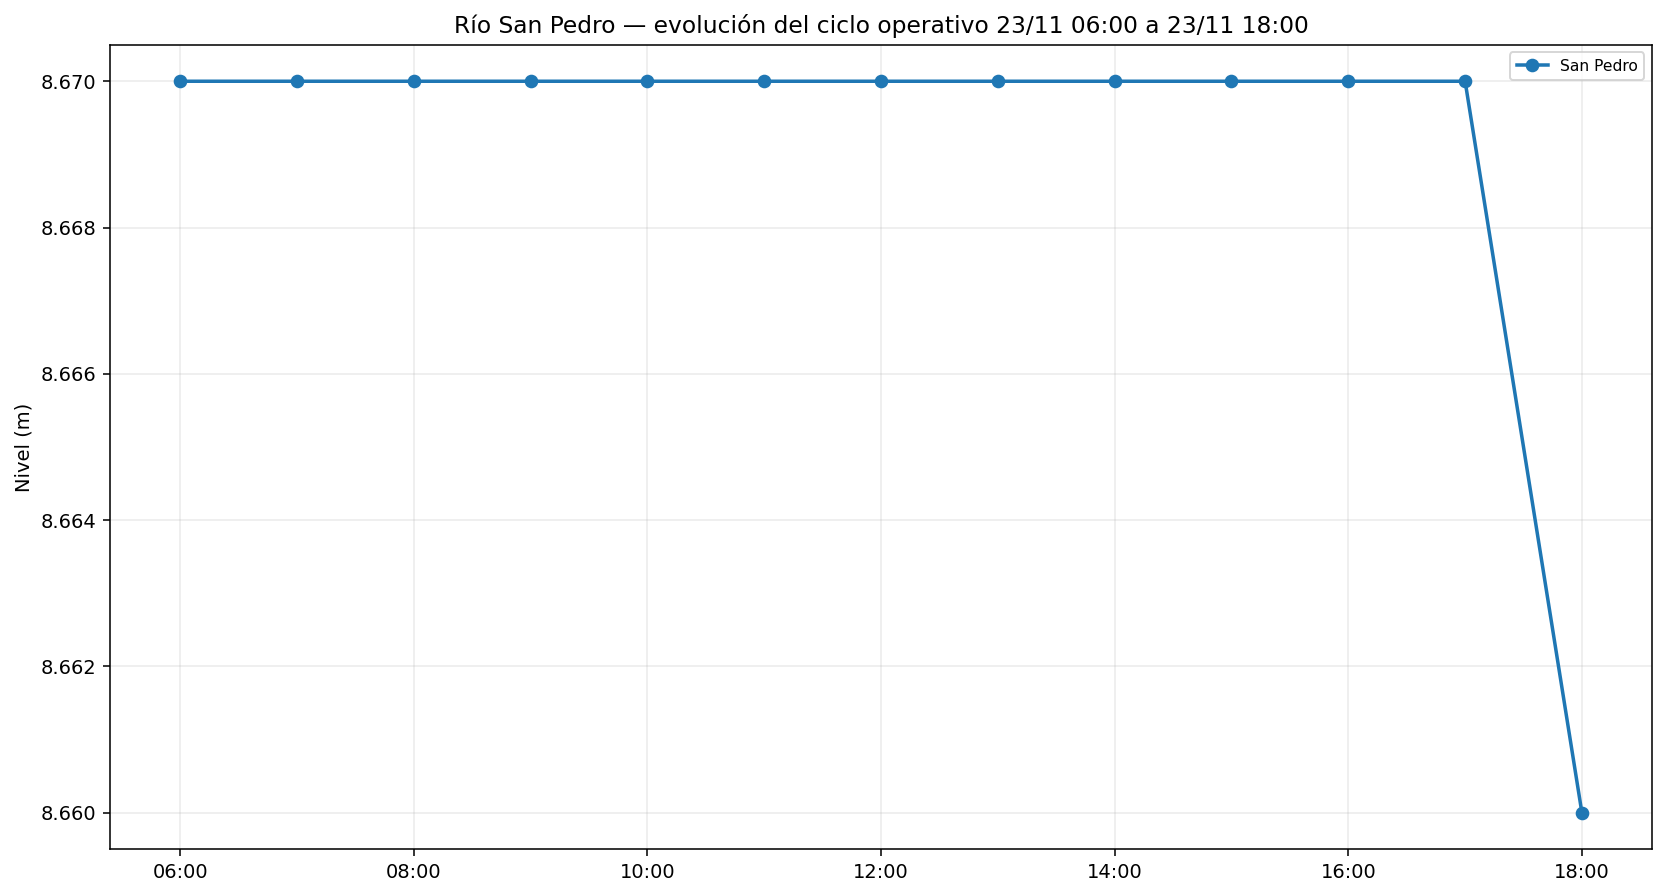 Río San Pedro — evolución del ciclo operativo 23/11 06:00 a 23/11 18:00
San Pedro
Nivel (m)
8.670
8.668
8.666
8.664
8.662
8.660
06:00 08:00 10:00 12:00 14:00 16:00 18:00